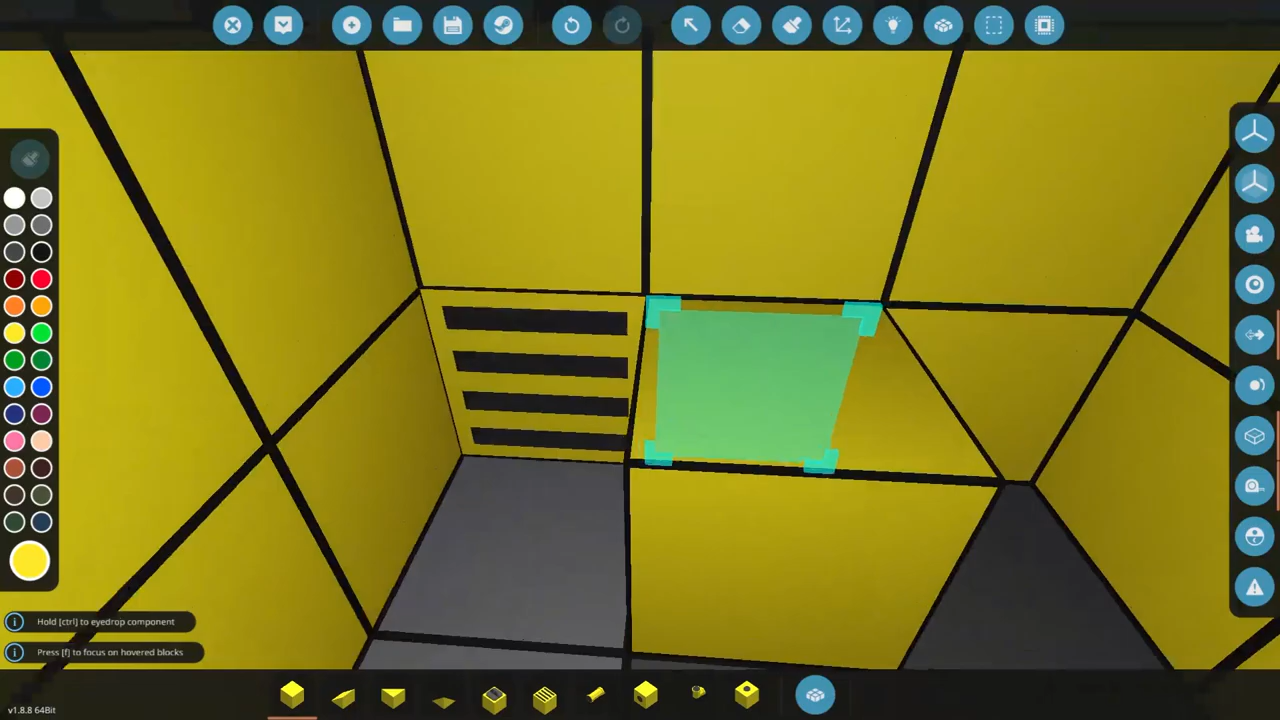 Hold [ctrl] to eyedrop component
Press [f] to focus on hovered blocks
v1.8.8 64Bit